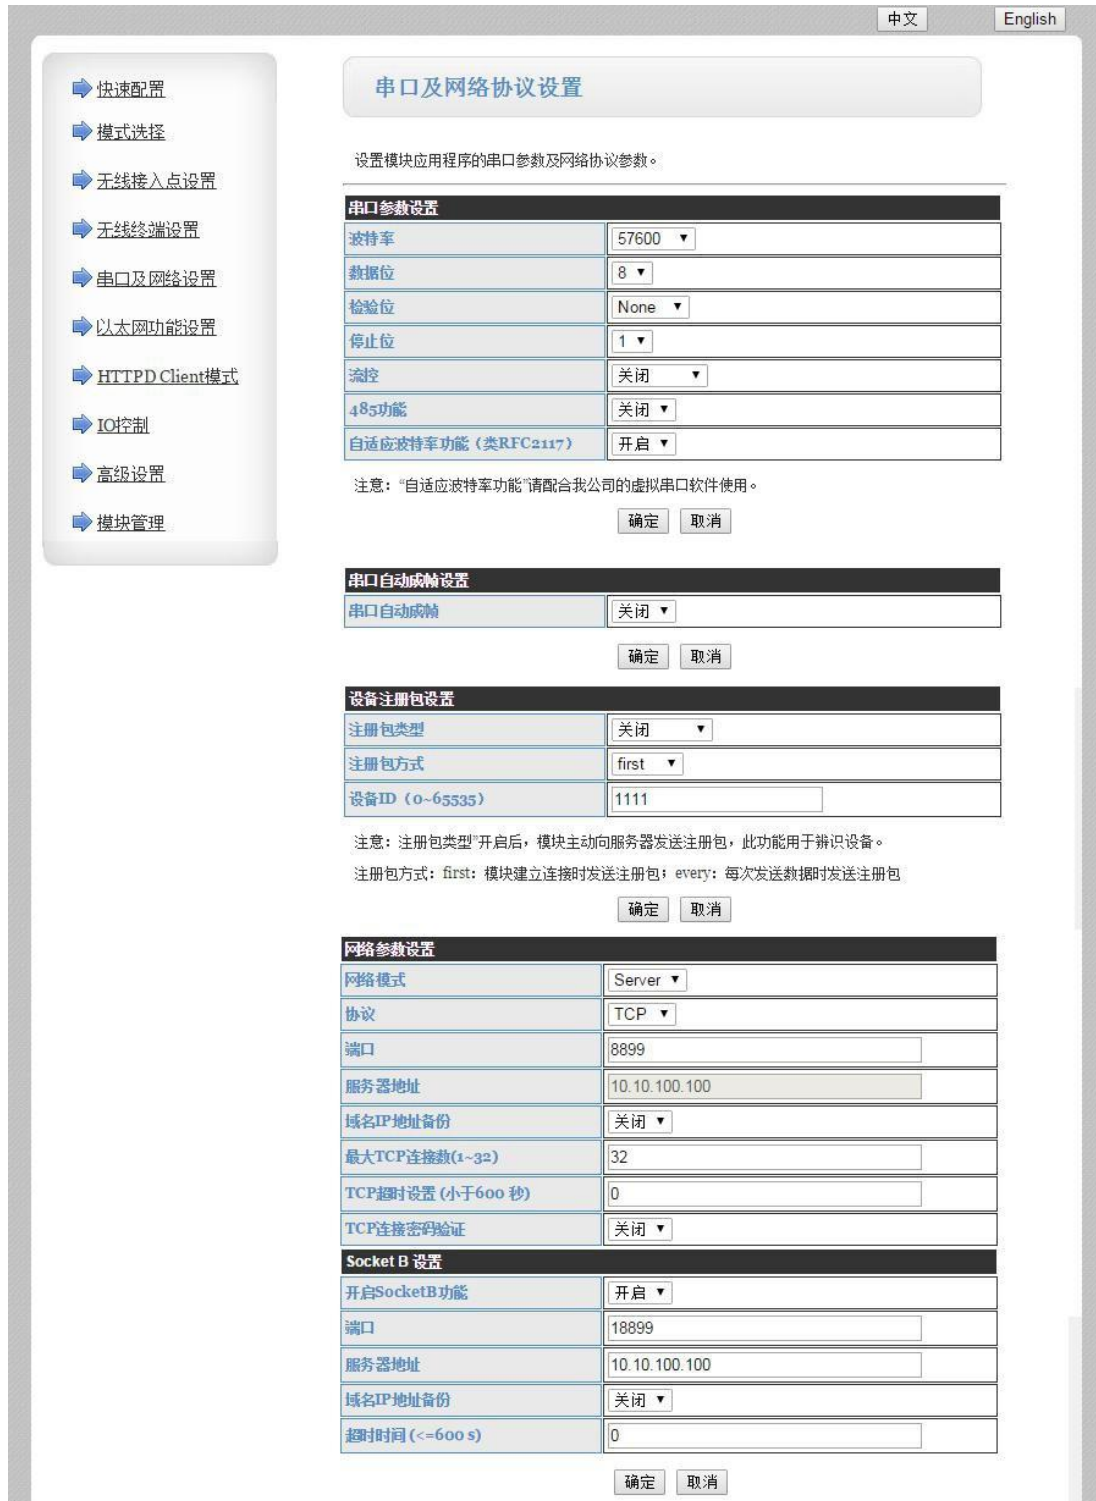 中文 English
快速配置
模式选择
无线接入点设置
无线终端设置
串口及网络设置
以太网功能设置
HTTPD Client模式
IO控制
高级设置
模块管理
串口及网络协议设置
设置模块应用程序的串口参数及网络协议参数。
串口参数设置
波特率 57600
数据位 8
检验位 None
停止位 1
流控 关闭
485功能 关闭
自适应波特率功能（类RFC2117） 开启
注意：“自适应波特率功能”请配合我公司的虚拟串口软件使用。
确定 取消
串口自动成帧设置
串口自动成帧 关闭
确定 取消
设备注册包设置
注册包类型 关闭
注册包方式 first
设备ID（0~65535） 1111
注意：注册包类型”开启后，模块主动向服务器发送注册包，此功能用于辨识设备。
注册包方式：first：模块建立连接时发送注册包；every：每次发送数据时发送注册包
确定 取消
网络参数设置
网络模式 Server
协议 TCP
端口 8899
服务器地址 10.10.100.100
域名IP地址备份 关闭
最大TCP连接数(1~32) 32
TCP超时设置 (小于600 秒) 0
TCP连接密码验证 关闭
Socket B 设置
开启SocketB功能 开启
端口 18899
服务器地址 10.10.100.100
域名IP地址备份 关闭
超时时间 (<=600 s) 0
确定 取消